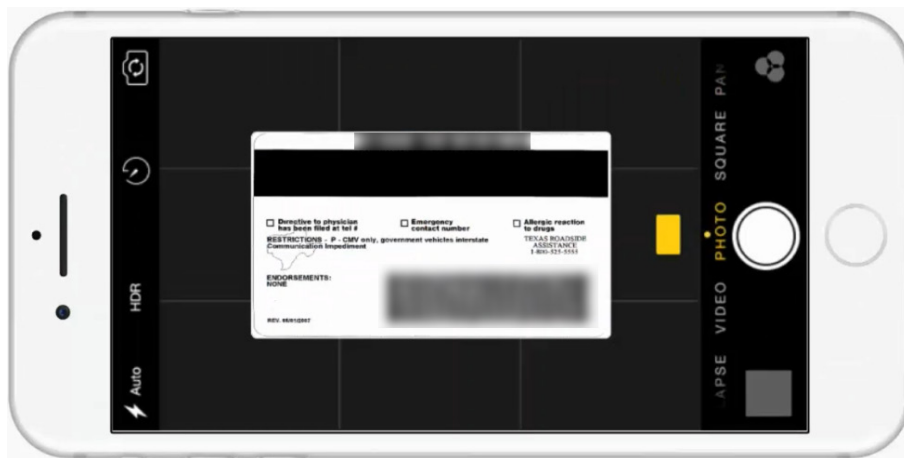 Directive to physician
has been filed at tel #
Emergency
contact number
Allergic reaction
to drugs
RESTRICTIONS - P - CMV only, government vehicles interstate
Communication Impediment
TEXAS ROADSIDE
ASSISTANCE
1-800-525-5555
ENDORSEMENTS:
NONE
REV.
Auto
HDR
APSE
VIDEO
PHOTO
SQUARE
PAN